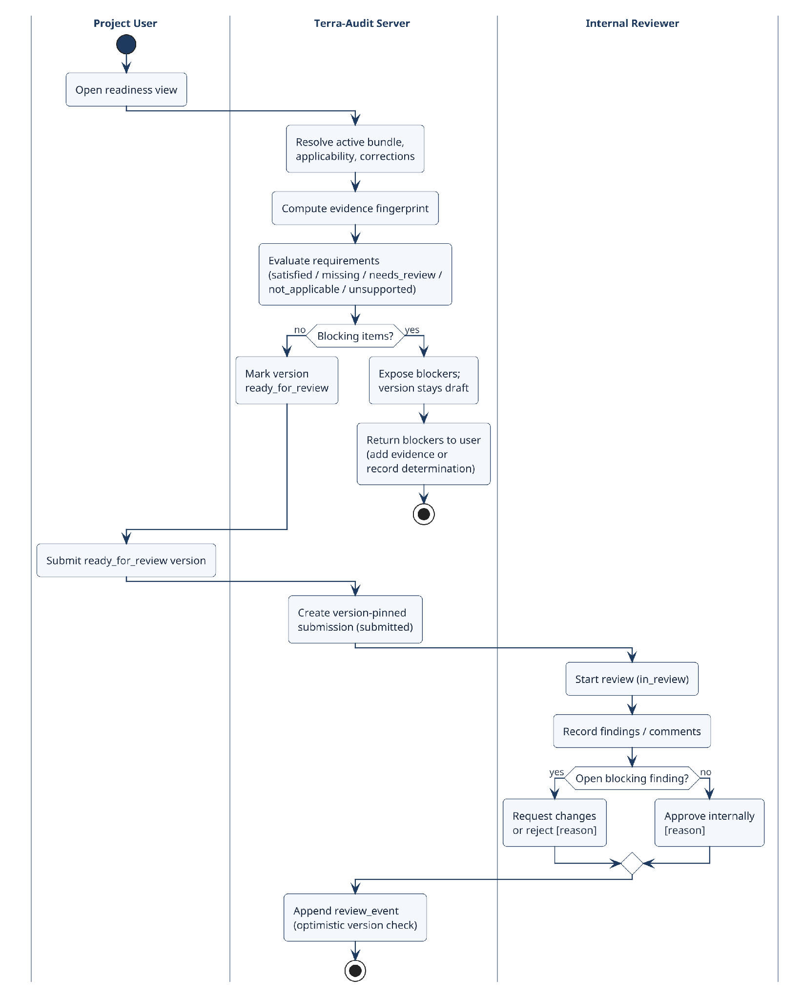 Project User
Terra-Audit Server
Internal Reviewer
Open readiness view
Resolve active bundle,
applicability, corrections
Compute evidence fingerprint
Evaluate requirements
(satisfied / missing / needs_review /
not_applicable / unsupported)
no
Blocking items?
yes
Mark version
ready_for_review
Expose blockers;
version stays draft
Return blockers to user
(add evidence or
record determination)
Submit ready_for_review version
Create version-pinned
submission (submitted)
Start review (in_review)
Record findings / comments
yes
Open blocking finding?
no
Request changes
or reject [reason]
Approve internally
[reason]
Append review_event
(optimistic version check)